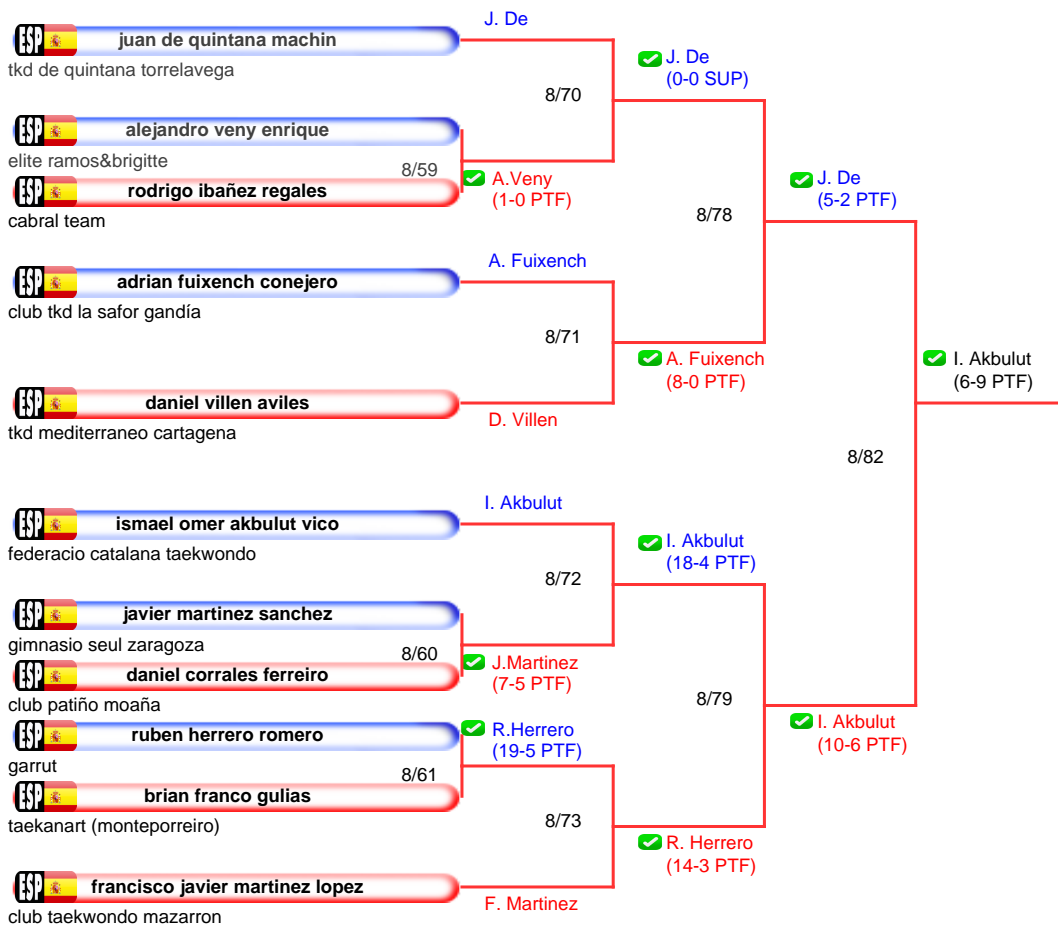 J. De
ESP juan de quintana machin
tkd de quintana torrelavega
J. De
(0-0 SUP)
8/70
ESP alejandro veny enrique
elite ramos&brigitte
8/59
ESP rodrigo ibañez regales
A.Veny
(1-0 PTF)
cabral team
J. De
(5-2 PTF)
8/78
A. Fuixench
ESP adrian fuixench conejero
club tkd la safor gandía
8/71
A. Fuixench
(8-0 PTF)
I. Akbulut
(6-9 PTF)
ESP daniel villen aviles
D. Villen
tkd mediterraneo cartagena
8/82
I. Akbulut
ESP ismael omer akbulut vico
federacio catalana taekwondo
I. Akbulut
(18-4 PTF)
8/72
ESP javier martinez sanchez
gimnasio seul zaragoza
8/60
ESP daniel corrales ferreiro
J.Martinez
(7-5 PTF)
club patiño moaña
8/79
ESP ruben herrero romero
R.Herrero
(19-5 PTF)
I. Akbulut
(10-6 PTF)
garrut
8/61
ESP brian franco gulias
taekanart (monteporreiro)
8/73
R. Herrero
(14-3 PTF)
ESP francisco javier martinez lopez
F. Martinez
club taekwondo mazarron